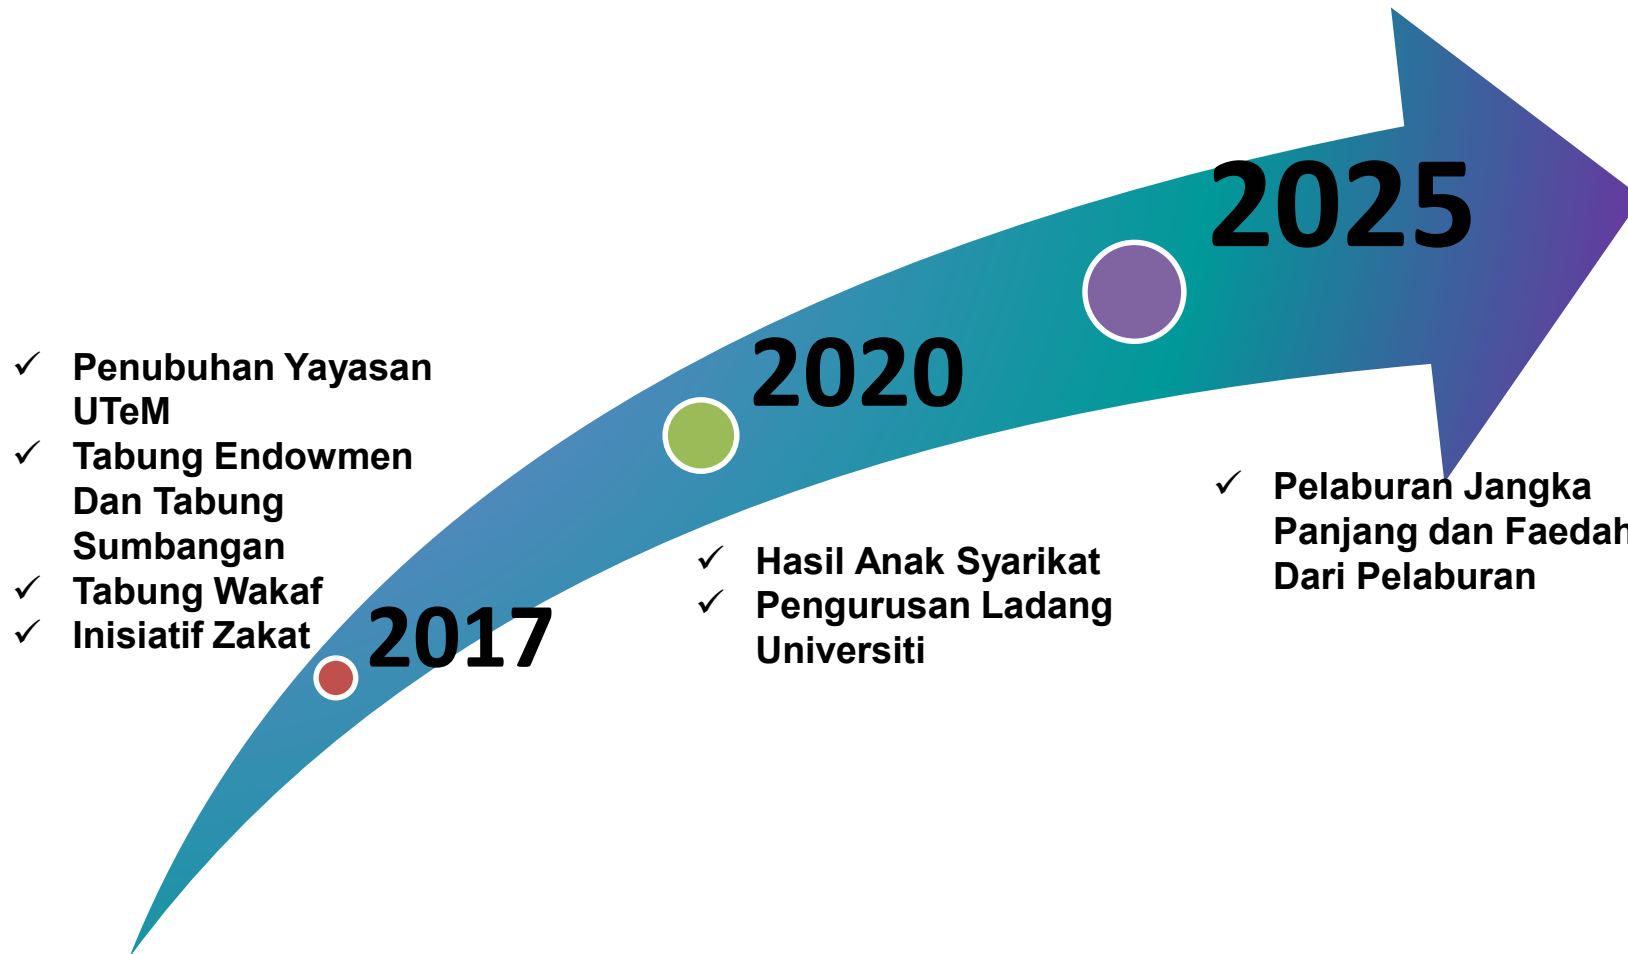 2025
2020
2017
✓ Penubuhan Yayasan
UTeM
✓ Tabung Endowmen
Dan Tabung
Sumbangan
✓ Tabung Wakaf
✓ Inisiatif Zakat
✓ Hasil Anak Syarikat
✓ Pengurusan Ladang
Universiti
✓ Pelaburan Jangka
Panjang dan Faedah
Dari Pelaburan